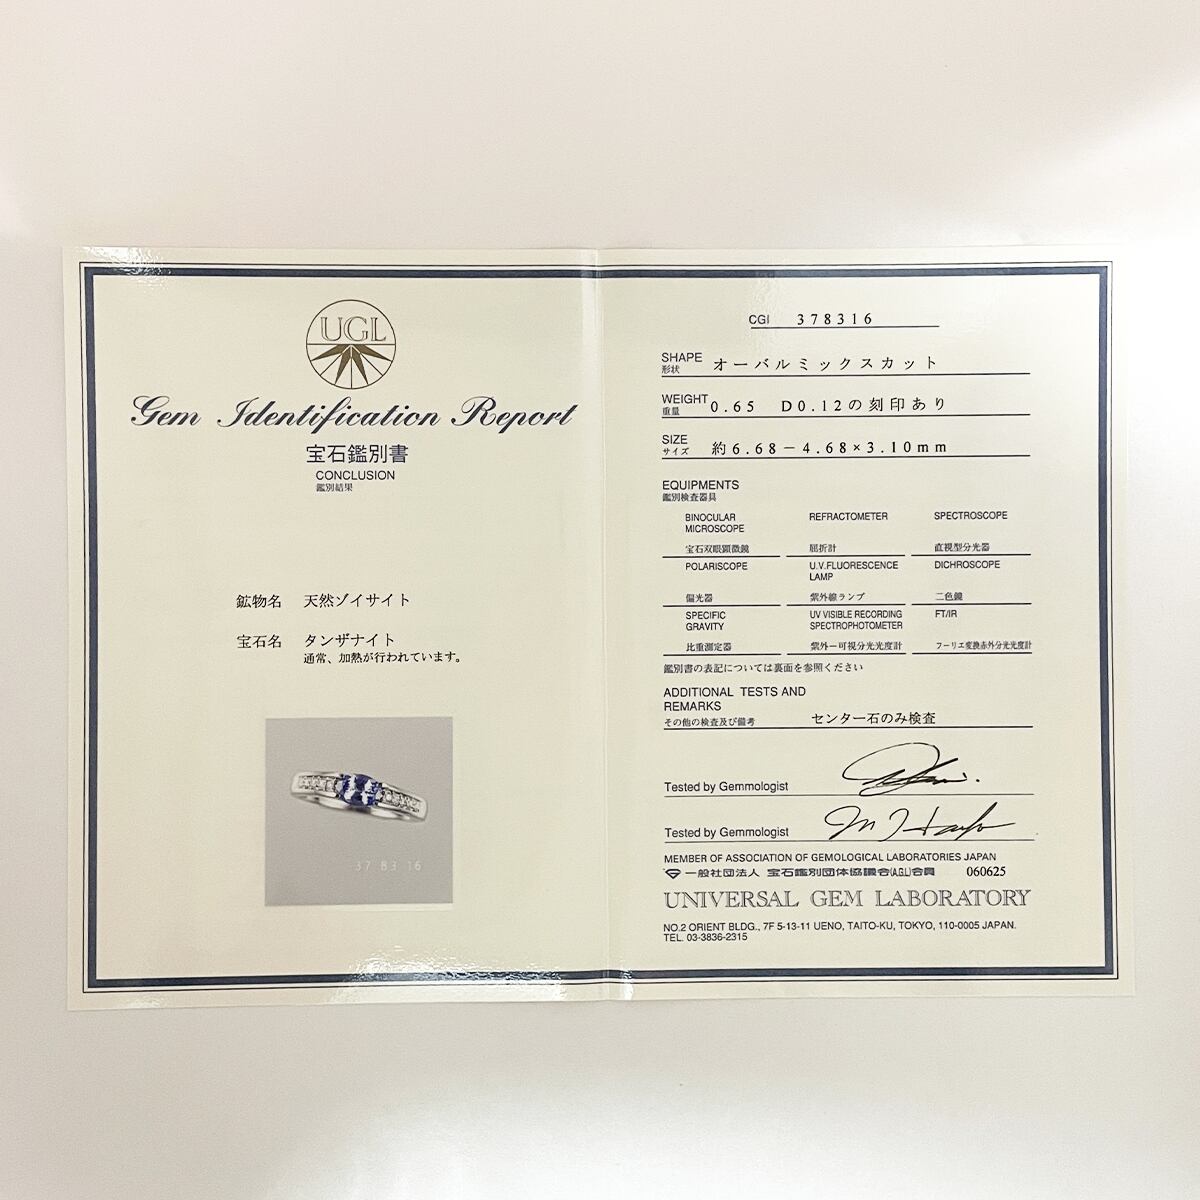 UGL
Gem Identification Report
宝石鑑別書
CONCLUSION
鑑別結果
鉱物名 天然ゾイサイト
宝石名 タンザナイト
通常、加熱が行われています。
37 83 16
CGI 378316
SHAPE
形状 オーバルミックスカット
WEIGHT
重量 0.65 D0.12の刻印あり
SIZE
サイズ 約6.68－4.68×3.10mm
EQUIPMENTS
鑑別検査器具
BINOCULAR MICROSCOPE
宝石双眼顕微鏡
REFRACTOMETER
屈折計
SPECTROSCOPE
直視型分光器
POLARISCOPE
偏光器
U.V.FLUORESCENCE LAMP
紫外線ランプ
DICHROSCOPE
二色鏡
SPECIFIC GRAVITY
比重測定器
UV VISIBLE RECORDING SPECTROPHOTOMETER
紫外ー可視分光光度計
FT/IR
フーリエ変換赤外分光光度計
鑑別書の表記については裏面を参照ください
ADDITIONAL TESTS AND
REMARKS
その他の検査及び備考 センター石のみ検査
Tested by Gemmologist
Tested by Gemmologist
MEMBER OF ASSOCIATION OF GEMOLOGICAL LABORATORIES JAPAN
一般社団法人 宝石鑑別団体協議会(A.G.L)会員 060625
UNIVERSAL GEM LABORATORY
NO.2 ORIENT BLDG., 7F 5-13-11 UENO, TAITO-KU, TOKYO, 110-0005 JAPAN.
TEL. 03-3836-2315